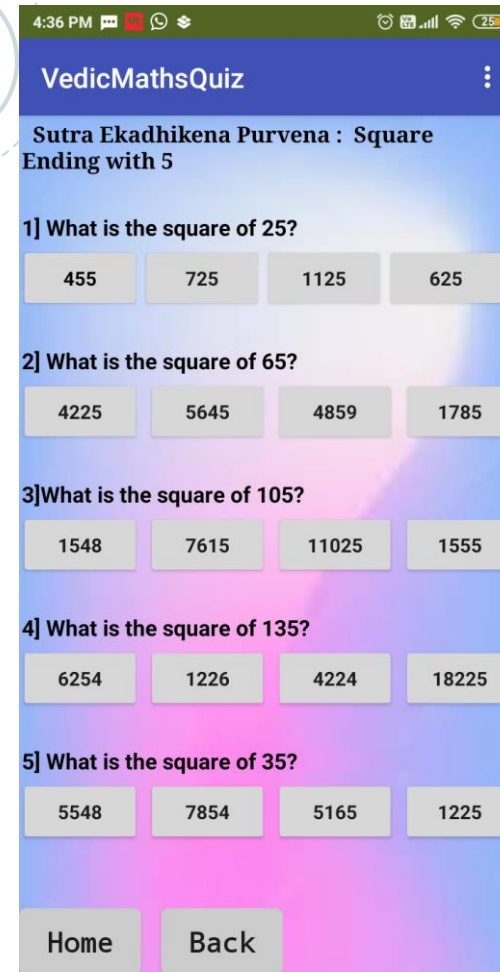 4:36 PM
25
VedicMathsQuiz
Sutra Ekadhikena Purvena : Square
Ending with 5
1] What is the square of 25?
455 725 1125 625
2] What is the square of 65?
4225 5645 4859 1785
3]What is the square of 105?
1548 7615 11025 1555
4] What is the square of 135?
6254 1226 4224 18225
5] What is the square of 35?
5548 7854 5165 1225
Home Back